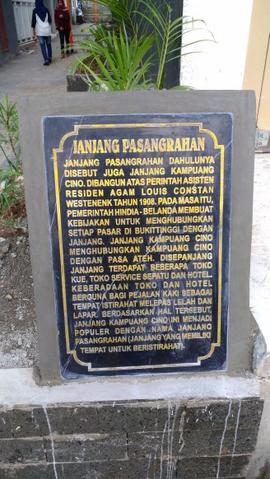 JANJANG PASANGRAHAN
JANJANG PASANGRAHAN DAHULUNYA
DISEBUT JUGA JANJANG KAMPUANG
CINO. DIBANGUN ATAS PERINTAH ASISTEN
RESIDEN AGAM LOUIS CONSTAN
WESTENENK TAHUN 1908. PADA MASA ITU,
PEMERINTAH HINDIA - BELANDA MEMBUAT
KEBIJAKAN UNTUK MENGHUBUNGKAN
SETIAP PASAR DI BUKITTINGGI DENGAN
JANJANG. JANJANG KAMPUANG CINO
MENGHUBUNGKAN KAMPUANG CINO
DENGAN PASA ATEH. DISEPANJANG
JANJANG TERDAPAT BEBERAPA TOKO
KUE, TOKO SERVICE SEPATU DAN HOTEL.
KEBERADAAN TOKO DAN HOTEL
BERGUNA BAGI PEJALAN KAKI SEBAGAI
TEMPAT ISTIRAHAT MELEPAS LELAH DAN
LAPAR. BERDASARKAN HAL TERSEBUT,
JANJANG KAMPUANG CINO INI MENJADI
POPULER DENGAN NAMA JANJANG
PASANGRAHAN (JANJANG YANG MEMILIKI
TEMPAT UNTUK BERISTIRAHAT).